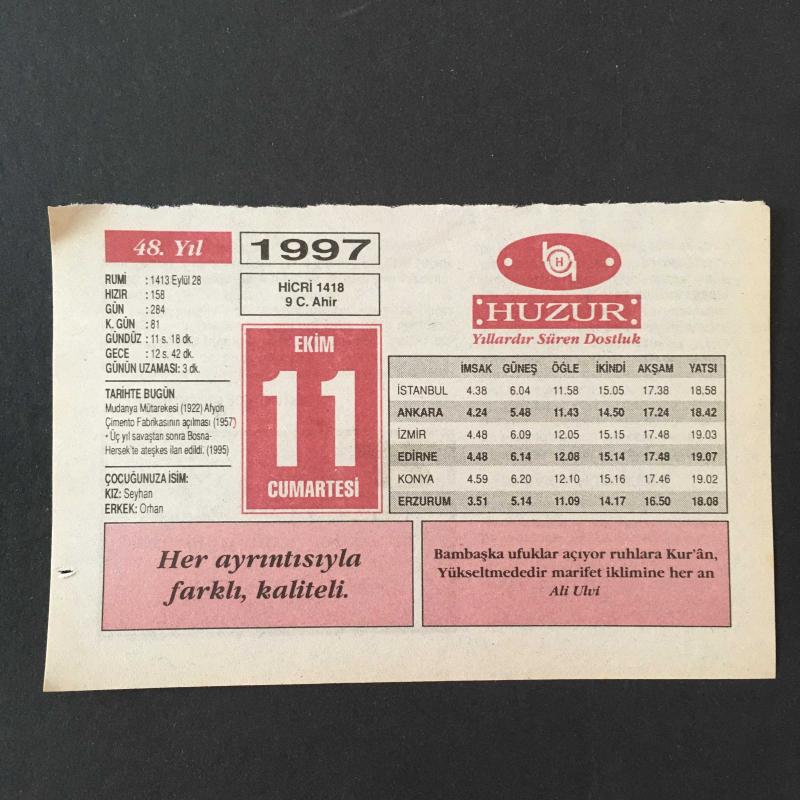 48. Yıl
1997
RUMİ : 1413 Eylül 28
HIZIR : 158
GÜN : 284
K. GÜN : 81
GÜNDÜZ : 11 s. 18 dk.
GECE : 12 s. 42 dk.
GÜNÜN UZAMASI: 3 dk.
TARİHTE BUGÜN
Mudanya Mütarekesi (1922) Afyon
Çimento Fabrikasının açılması (1957)
• Üç yıl savaştan sonra Bosna-
Hersek'te ateşkes ilan edildi. (1995)
ÇOCUĞUNUZA İSİM:
KIZ: Seyhan
ERKEK: Orhan
HİCRİ 1418
9 C. Ahir
EKİM
11
CUMARTESİ
H
HUZUR
Yıllardır Süren Dostluk
İMSAK GÜNEŞ ÖĞLE İKİNDİ AKŞAM YATSI
İSTANBUL 4.38 6.04 11.58 15.05 17.38 18.58
ANKARA 4.24 5.48 11.43 14.50 17.24 18.42
İZMİR 4.48 6.09 12.05 15.15 17.48 19.03
EDİRNE 4.48 6.14 12.08 15.14 17.48 19.07
KONYA 4.59 6.20 12.10 15.16 17.46 19.02
ERZURUM 3.51 5.14 11.09 14.17 16.50 18.08
Her ayrıntısıyla
farklı, kaliteli.
Bambaşka ufuklar açıyor ruhlara Kur'ân,
Yükseltmededir marifet iklimine her an
Ali Ulvi